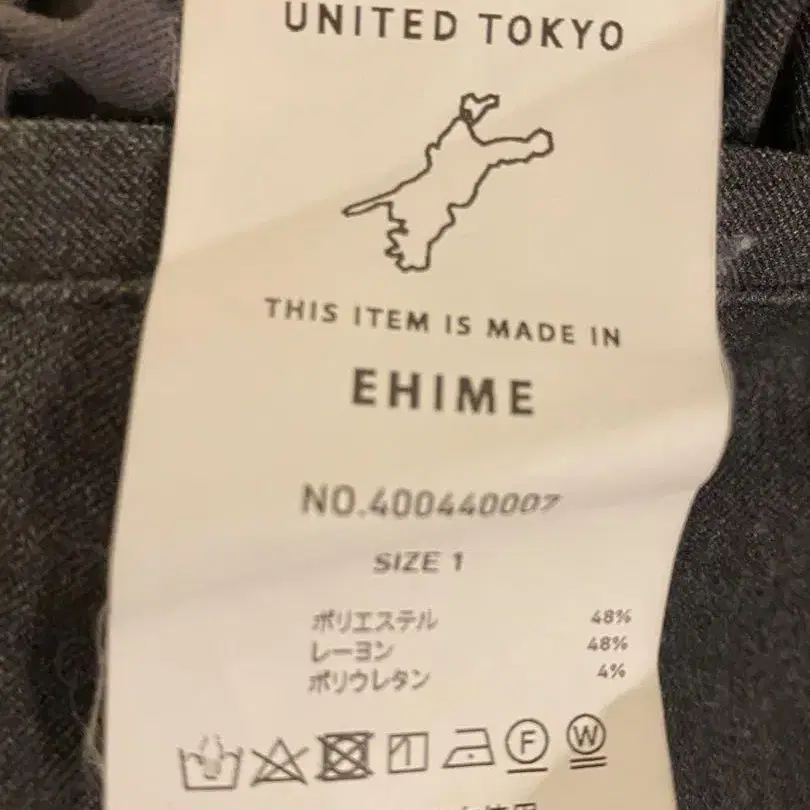 UNITED TOKYO
THIS ITEM IS MADE IN
EHIME
NO.400440007
SIZE 1
ポリエステル 48%
レーヨン 48%
ポリウレタン 4%
F W